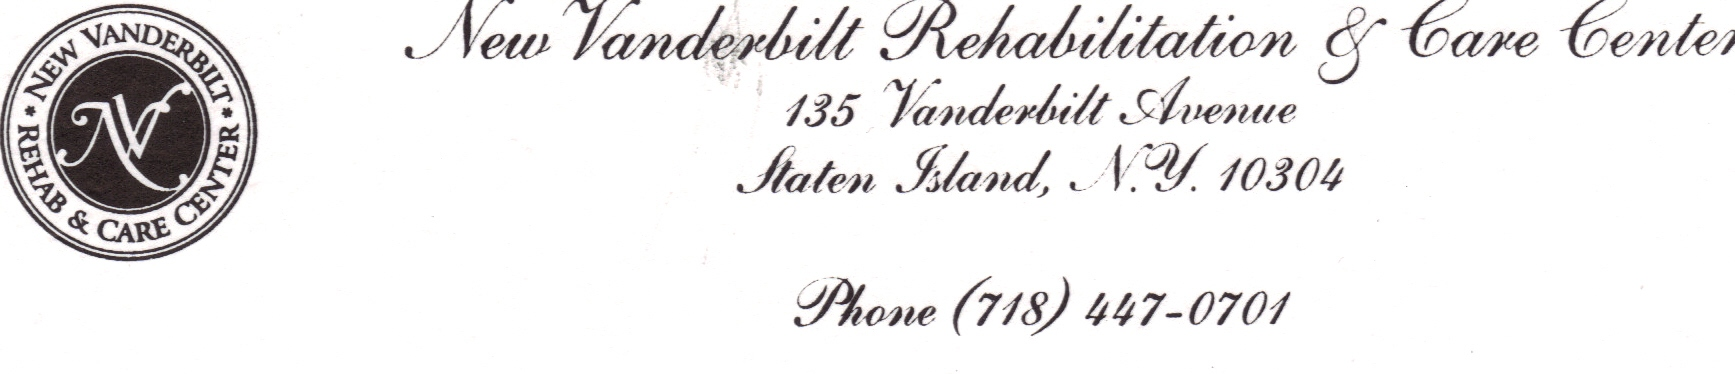 NEW VANDERBILT
REHAB & CARE CENTER
NV
New Vanderbilt Rehabilitation & Care Center
135 Vanderbilt Avenue
Staten Island, N.Y. 10304
Phone (718) 447-0701